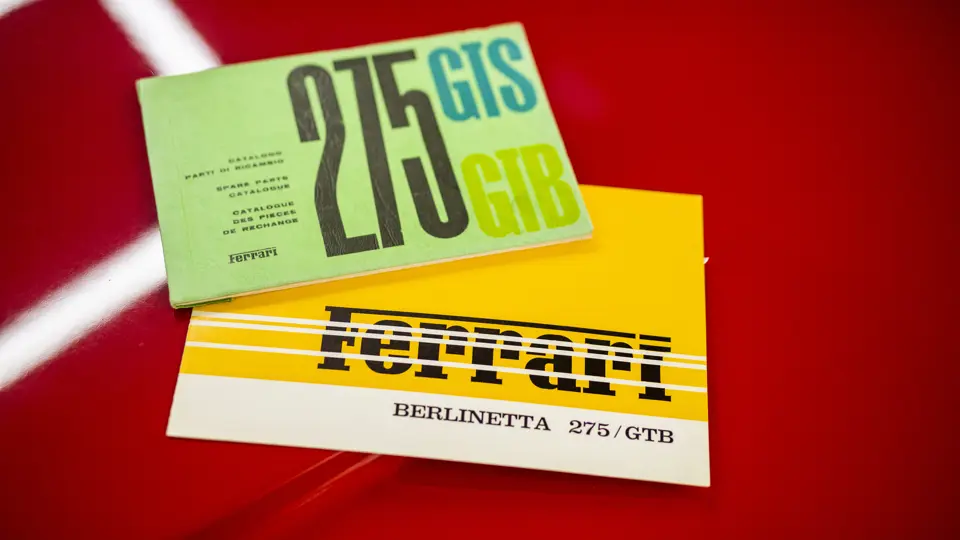 275
GTS
GTB
CATALOGO
PARTI DI RICAMBIO
SPARE PARTS
CATALOGUE
CATALOGUE
DES PIECES
DE RECHANGE
Ferrari
Ferrari
BERLINETTA 275/GTB